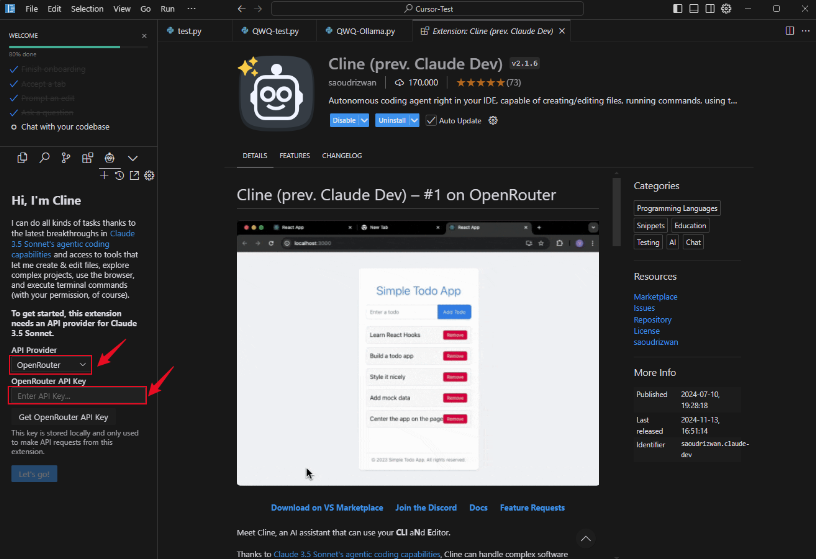 File Edit Selection View Go Run ···
Cursor-Test
WELCOME
80% done
Finish onboarding
Accept a tab
Prompt an edit
Ask a question
Chat with your codebase
Hi, I'm Cline
I can do all kinds of tasks thanks to
the latest breakthroughs in Claude
3.5 Sonnet's agentic coding
capabilities and access to tools that
let me create & edit files, explore
complex projects, use the browser,
and execute terminal commands
(with your permission, of course).
To get started, this extension
needs an API provider for Claude
3.5 Sonnet.
API Provider
OpenRouter
OpenRouter API Key
Enter API Key...
Get OpenRouter API Key
This key is stored locally and only used
to make API requests from this
extension.
Let's go!
test.py
QWQ-test.py
QWQ-Ollama.py
Extension: Cline (prev. Claude Dev)
Cline (prev. Claude Dev) v2.1.6
saoudrizwan 170,000 (73)
Autonomous coding agent right in your IDE, capable of creating/editing files, running commands, using t...
Disable Uninstall Auto Update
DETAILS FEATURES CHANGELOG
Cline (prev. Claude Dev) – #1 on OpenRouter
React App New Tab React App
localhost:3000
Simple Todo App
Enter a todo Add Todo
Learn React Hooks Remove
Build a todo app Remove
Style it nicely Remove
Add mock data Remove
Center the app on the page Remove
© 2023 Simple Todo App. All rights reserved.
Download on VS Marketplace Join the Discord Docs Feature Requests
Meet Cline, an AI assistant that can use your CLI aNd Editor.
Thanks to Claude 3.5 Sonnet's agentic coding capabilities, Cline can handle complex software
Categories
Programming Languages
Snippets Education
Testing AI Chat
Resources
Marketplace
Issues
Repository
License
saoudrizwan
More Info
Published 2024-07-10,
19:28:18
Last 2024-11-13,
released 16:51:14
Identifier saoudrizwan.claude-
dev